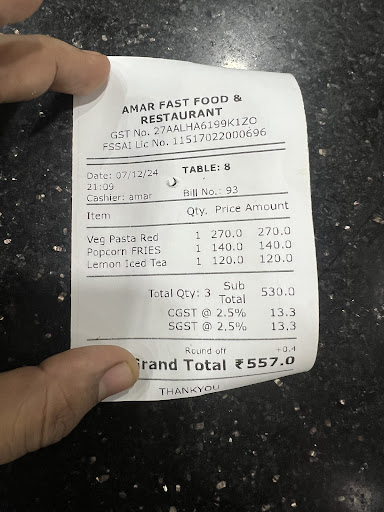 AMAR FAST FOOD &
RESTAURANT
GST No. 27AALHA6199K1ZO
FSSAI Lic No. 11517022000696
Date: 07/12/24 TABLE: 8
21:09
Cashier: amar Bill No.: 93
Item Qty. Price Amount
Veg Pasta Red 1 270.0 270.0
Popcorn FRIES 1 140.0 140.0
Lemon Iced Tea 1 120.0 120.0
Total Qty: 3 Sub Total 530.0
CGST @ 2.5% 13.3
SGST @ 2.5% 13.3
Round off +0.4
Grand Total ₹557.0
THANKYOU